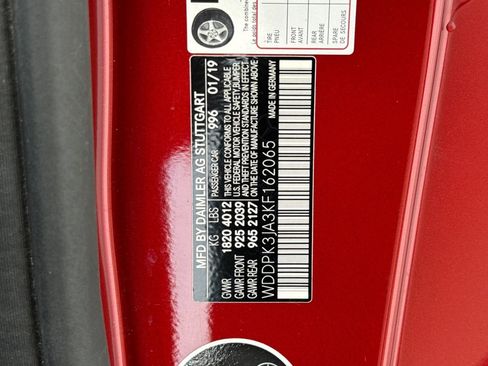 MFD BY DAIMLER AG STUTTGART
PASSENGER CAR 996 01/19
KG LBS
GVWR 1820 4012
GAWR FRONT 925 2039
GAWR REAR 965 2127
THIS VEHICLE CONFORMS TO ALL APPLICABLE
U.S. FEDERAL MOTOR VEHICLE SAFETY, BUMPER
AND THEFT PREVENTION STANDARDS IN EFFECT
ON THE DATE OF MANUFACTURE SHOWN ABOVE.
WDDPK3JA3KF162065
MADE IN GERMANY
TIRE
PNEU
FRONT
AVANT
REAR
ARRIÈRE
SPARE
DE SECOURS